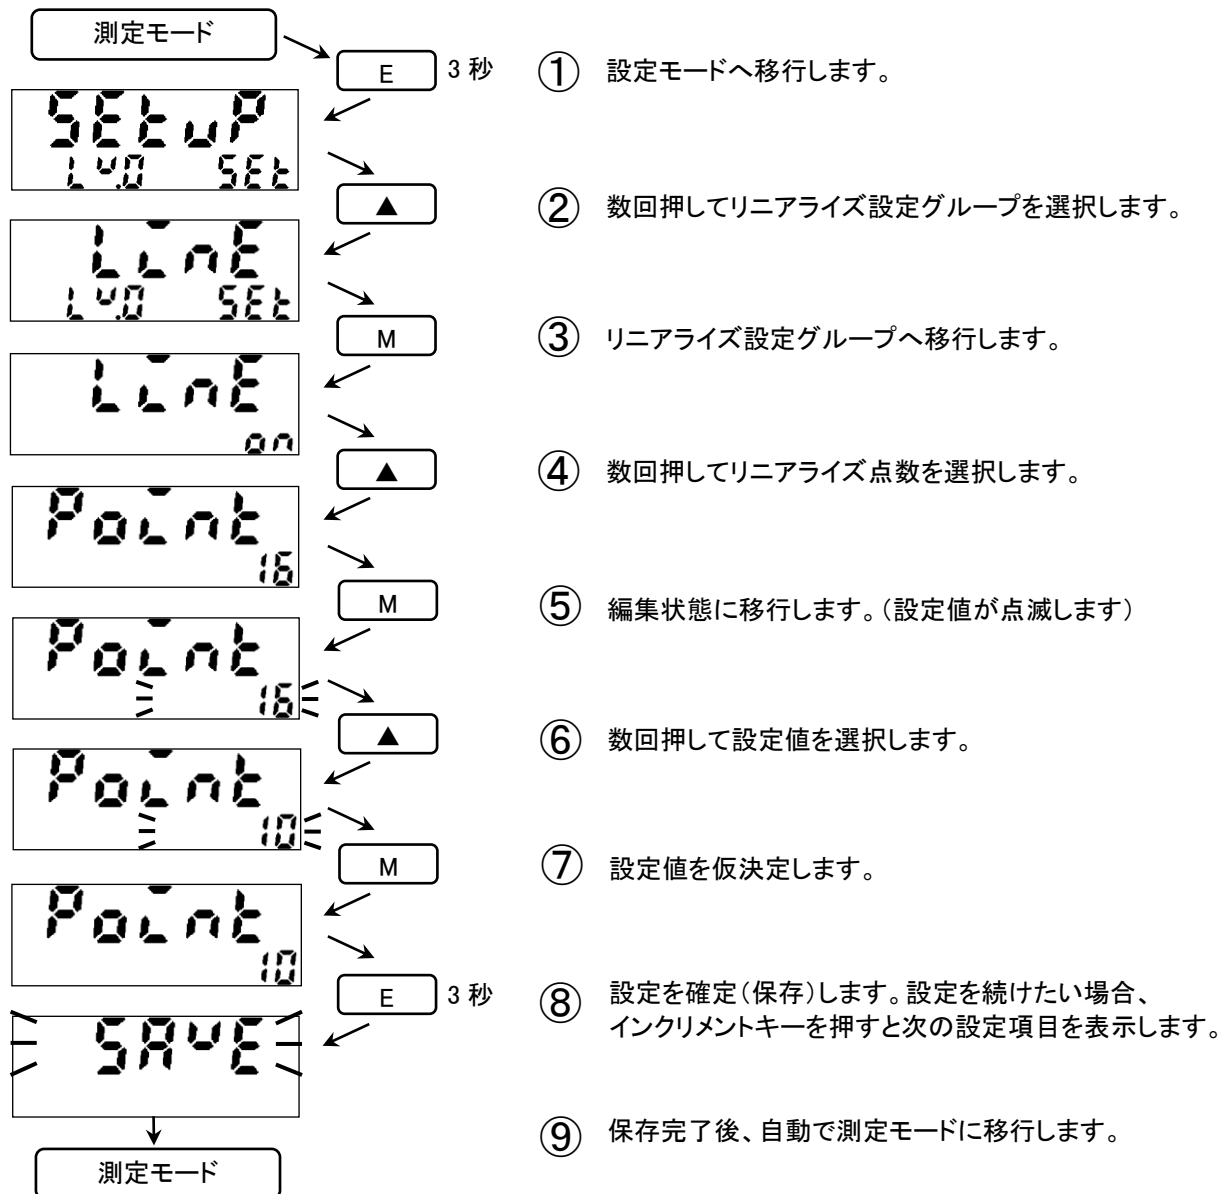 測定モード
E 3 秒 ① 設定モードへ移行します。
SEtuP
Lv.0 SEt
▲ ② 数回押してリニアライズ設定グループを選択します。
LinE
Lv.0 SEt
M ③ リニアライズ設定グループへ移行します。
LinE
on
▲ ④ 数回押してリニアライズ点数を選択します。
Point
16
M ⑤ 編集状態に移行します。(設定値が点滅します)
Point
16
▲ ⑥ 数回押して設定値を選択します。
Point
10
M ⑦ 設定値を仮決定します。
Point
10
E 3 秒 ⑧ 設定を確定(保存)します。設定を続けたい場合、
インクリメントキーを押すと次の設定項目を表示します。
SAvE
⑨ 保存完了後、自動で測定モードに移行します。
測定モード